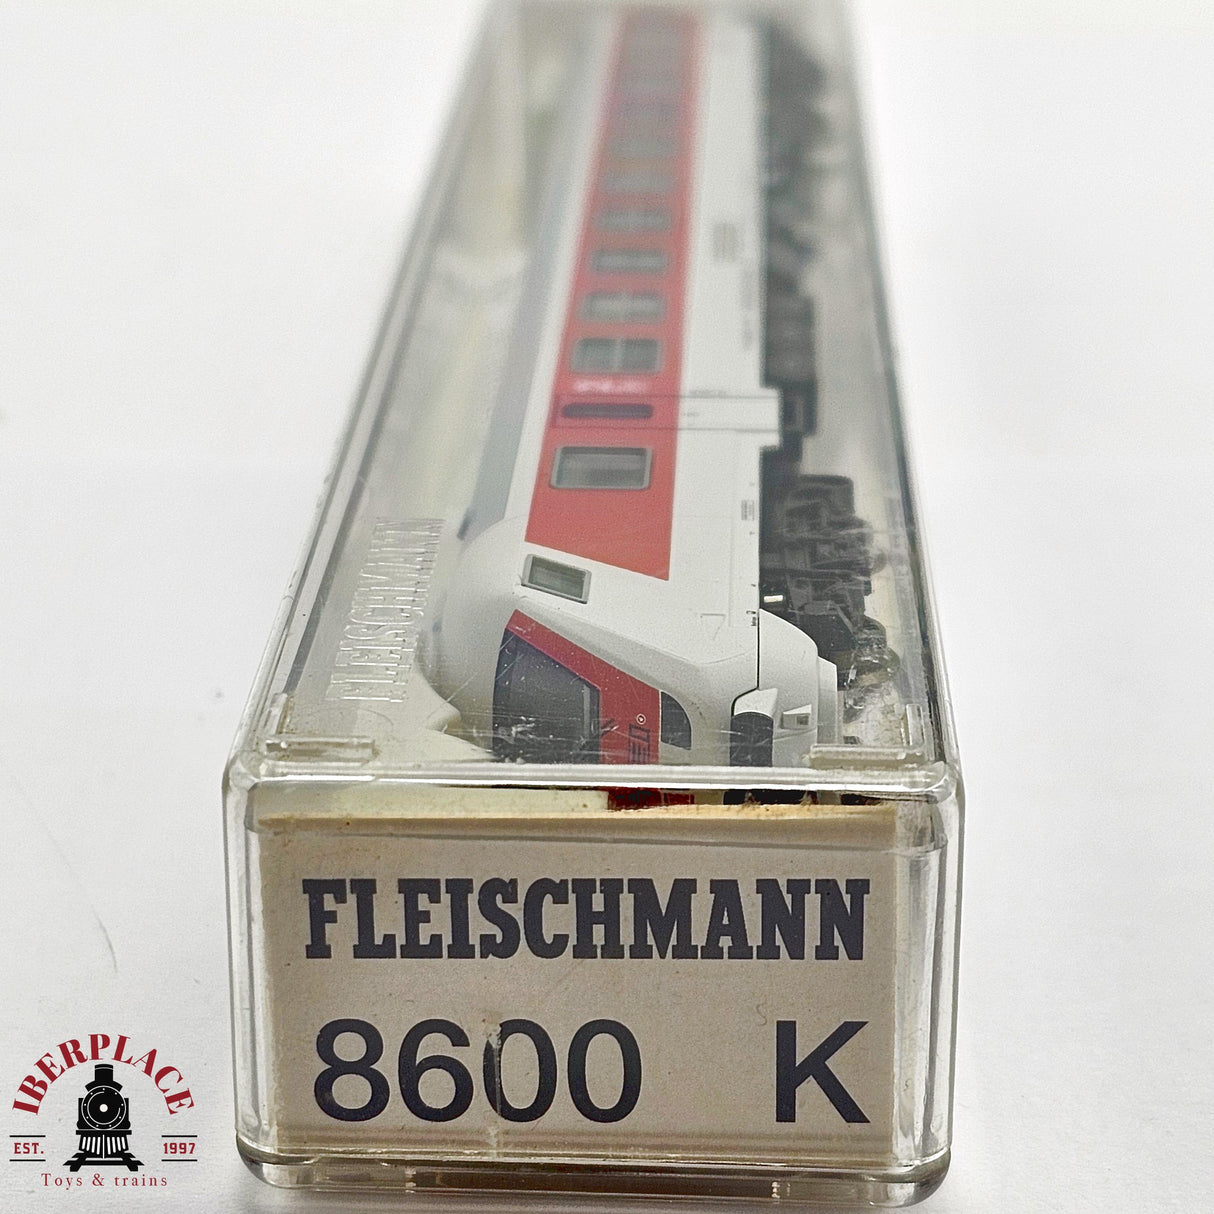 FLEISCHMANN
FLEISCHMANN
8600 K
IBERPLACE
EST. 1997
Toys & trains